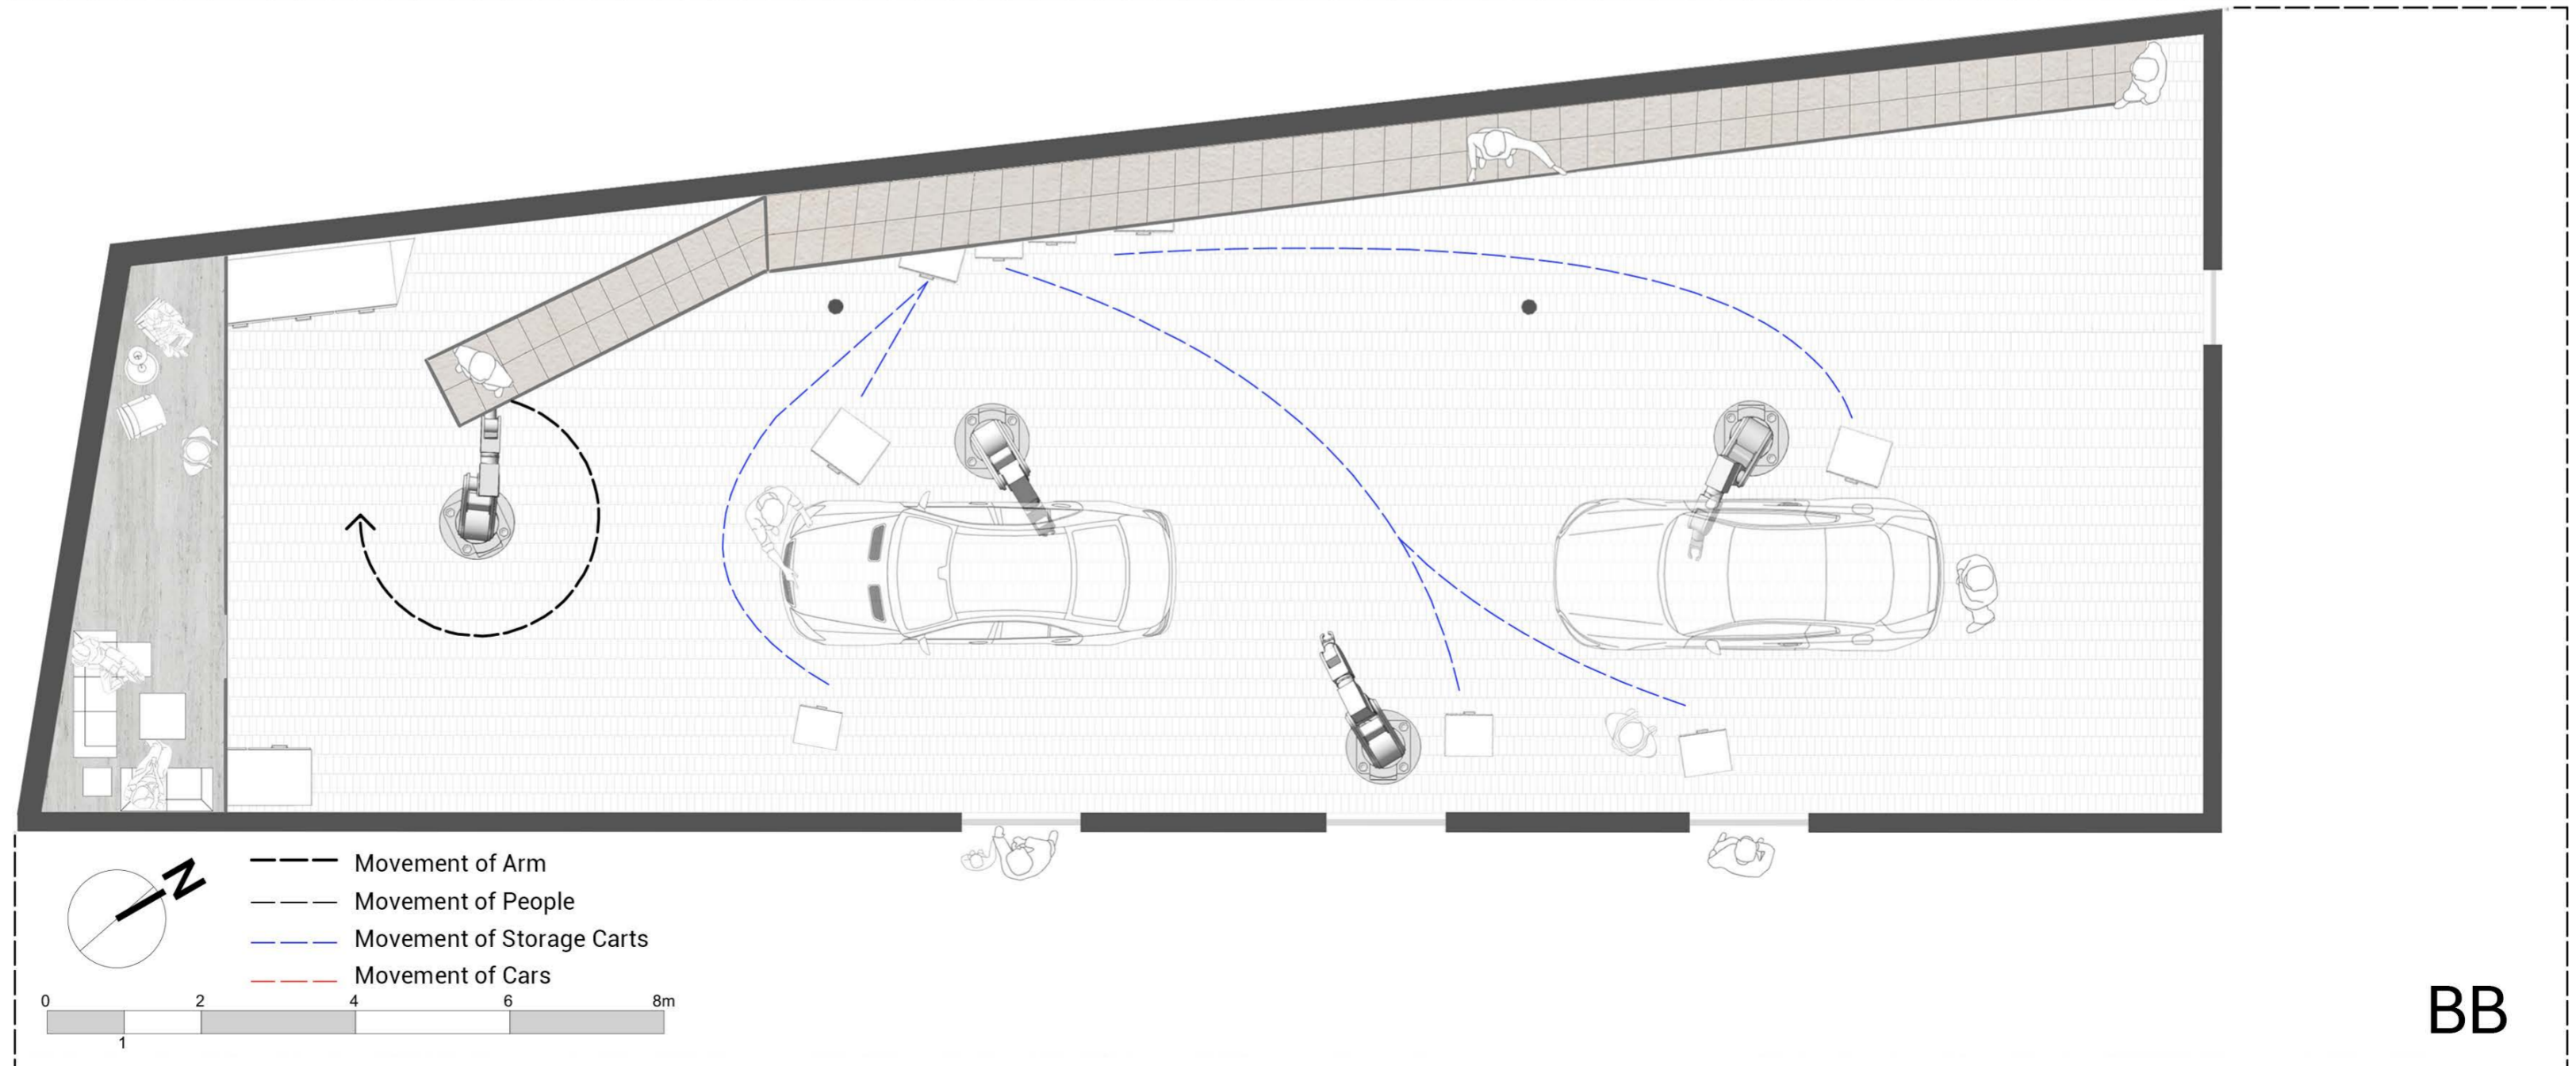 N
Movement of Arm
Movement of People
Movement of Storage Carts
Movement of Cars
0 2 4 6 8m
1
BB